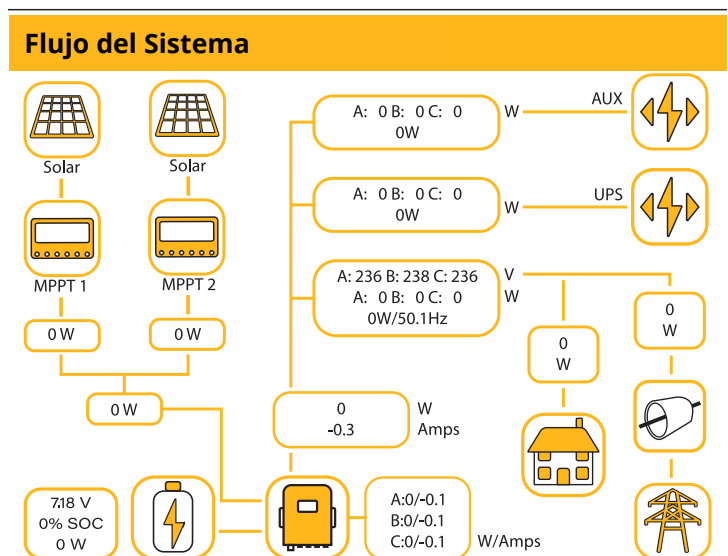 Flujo del Sistema
A: 0 B: 0 C: 0
0W
W
AUX
Solar
Solar
A: 0 B: 0 C: 0
0W
W
UPS
MPPT 1
MPPT 2
A: 236 B: 238 C: 236
V
A: 0 B: 0 C: 0
W
0W/50.1Hz
0 W
0 W
0
W
0
W
0 W
0
W
-0.3
Amps
7.18 V
0% SOC
0 W
A:0/-0.1
B:0/-0.1
C:0/-0.1
W/Amps